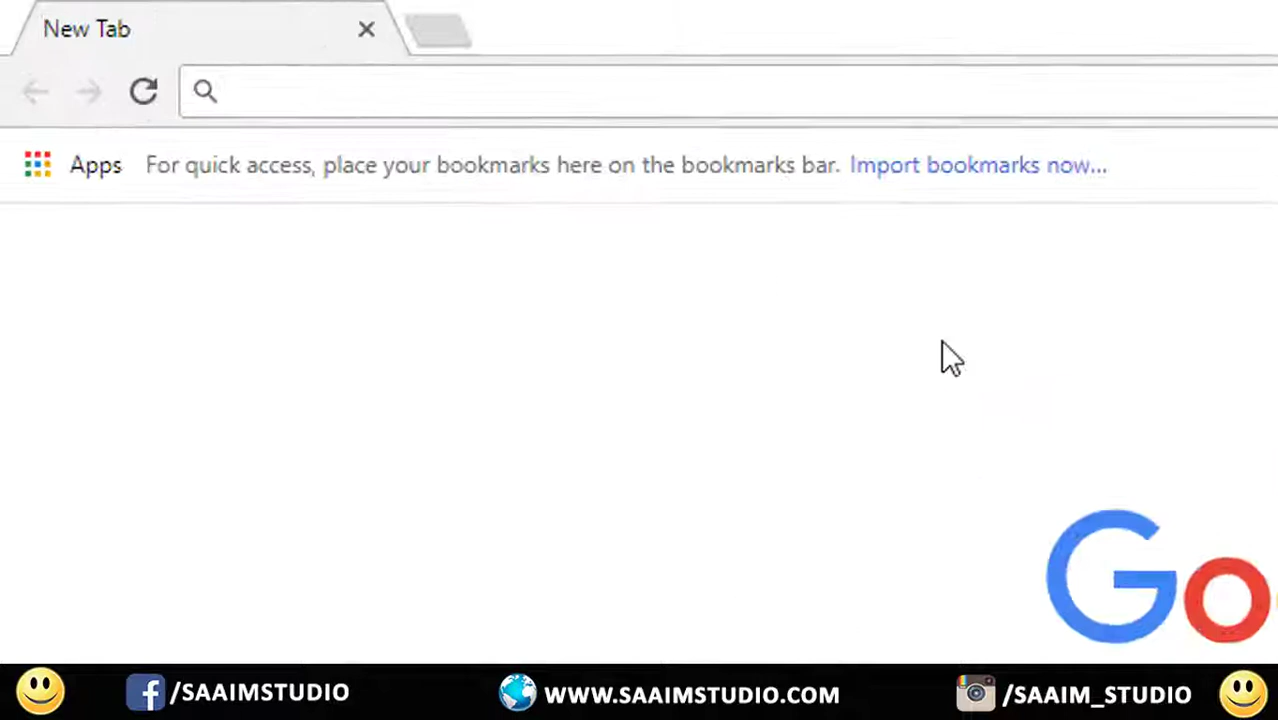 New Tab
Apps For quick access, place your bookmarks here on the bookmarks bar. Import bookmarks now...
Go
/SAAIMSTUDIO WWW.SAAIMSTUDIO.COM /SAAIM_STUDIO